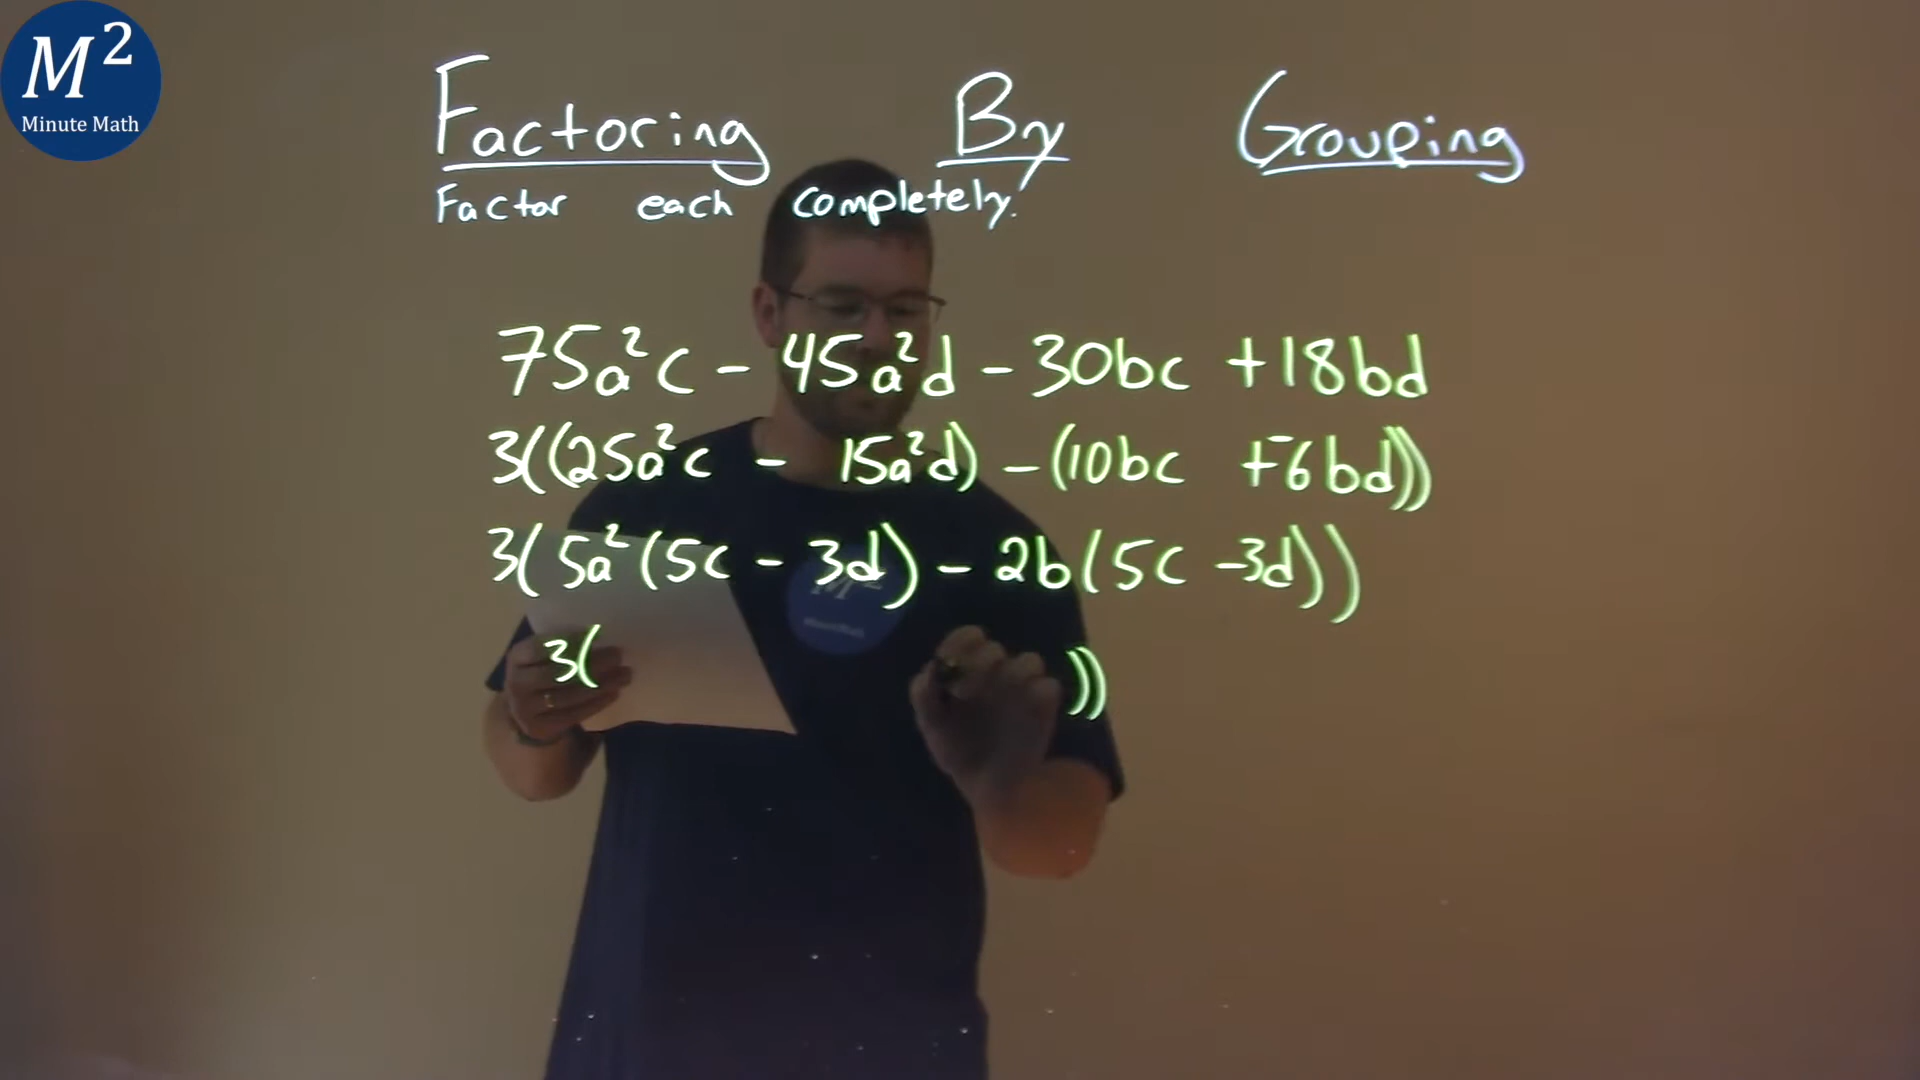 M²
Minute Math
Factoring By Grouping
Factor each completely.
75a²c - 45a²d - 30bc + 18bd
3((25a²c - 15a²d) - (10bc +-6bd))
3(5a²(5c - 3d) - 2b(5c -3d))
M²
3( ))